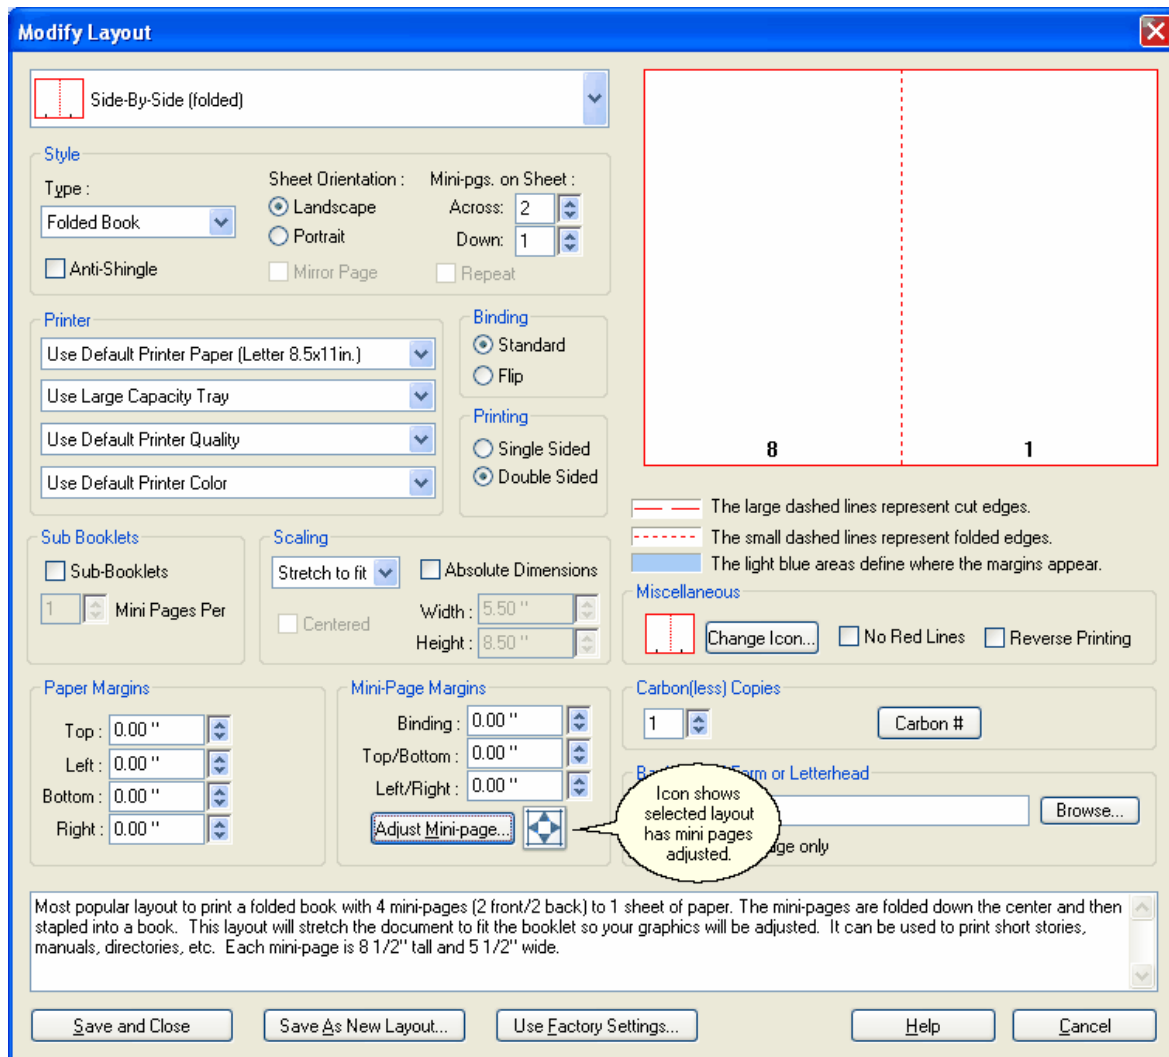 Modify Layout
Side-By-Side (folded)
Style
Type :
Folded Book
Anti-Shingle
Sheet Orientation :
Landscape
Portrait
Mirror Page
Mini-pgs. on Sheet :
Across: 2
Down: 1
Repeat
Printer
Use Default Printer Paper (Letter 8.5x11in.)
Use Large Capacity Tray
Use Default Printer Quality
Use Default Printer Color
Binding
Standard
Flip
Printing
Single Sided
Double Sided
8 1
The large dashed lines represent cut edges.
The small dashed lines represent folded edges.
The light blue areas define where the margins appear.
Sub Booklets
Sub-Booklets
1 Mini Pages Per
Scaling
Stretch to fit
Absolute Dimensions
Centered
Width : 5.50 "
Height : 8.50 "
Miscellaneous
Change Icon...
No Red Lines
Reverse Printing
Paper Margins
Top : 0.00 "
Left : 0.00 "
Bottom : 0.00 "
Right : 0.00 "
Mini-Page Margins
Binding : 0.00 "
Top/Bottom : 0.00 "
Left/Right : 0.00 "
Adjust Mini-page...
Icon shows
selected layout
has mini pages
adjusted.
Carbon(less) Copies
1
Carbon #
Form or Letterhead
Browse...
only
Most popular layout to print a folded book with 4 mini-pages (2 front/2 back) to 1 sheet of paper. The mini-pages are folded down the center and then
stapled into a book. This layout will stretch the document to fit the booklet so your graphics will be adjusted. It can be used to print short stories,
manuals, directories, etc. Each mini-page is 8 1/2" tall and 5 1/2" wide.
Save and Close
Save As New Layout...
Use Factory Settings...
Help
Cancel